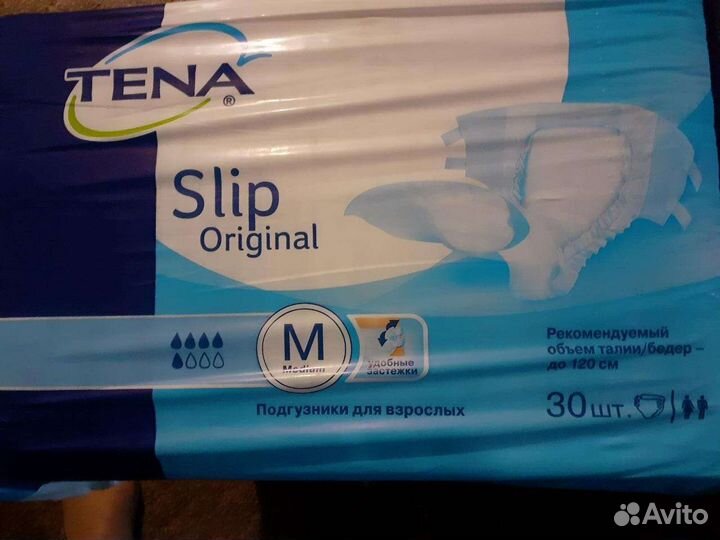 TENA®
Slip
Original
M
Medium
удобные
застежки
Рекомендуемый
объем талии/бедер –
до 120 см
Подгузники для взрослых
30 шт.
Avito